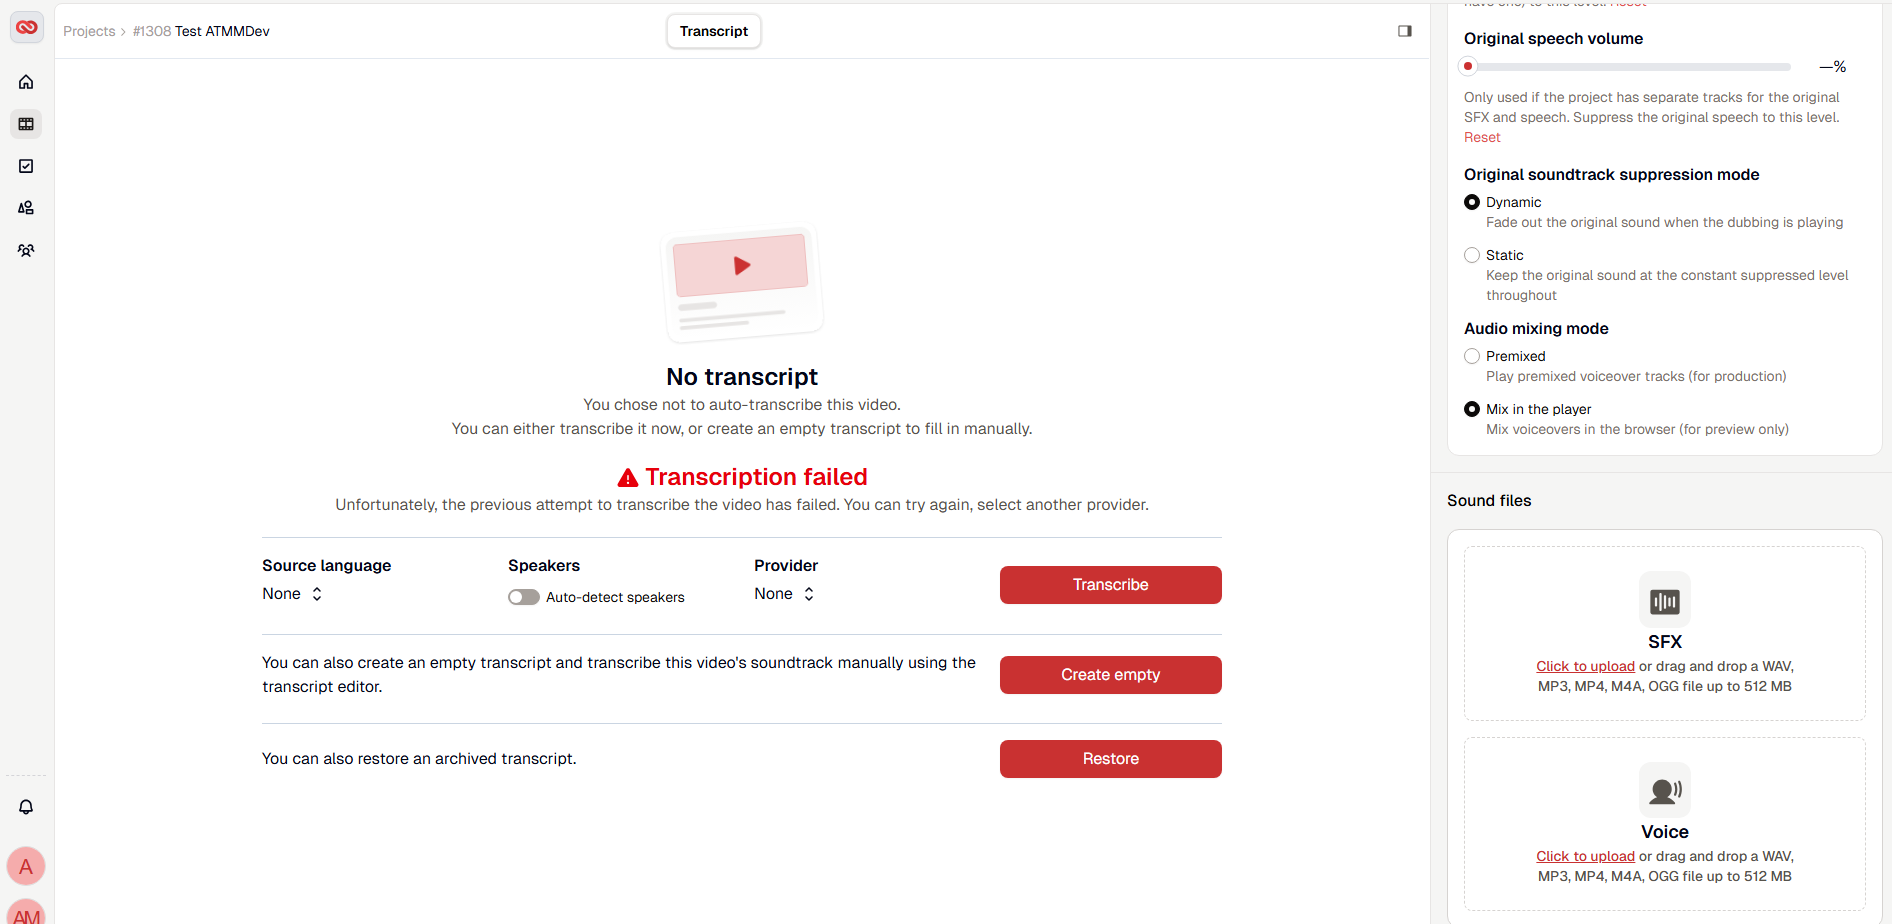 Projects > #1308 Test ATMMDev
Transcript
No transcript
You chose not to auto-transcribe this video.
You can either transcribe it now, or create an empty transcript to fill in manually.
Transcription failed
Unfortunately, the previous attempt to transcribe the video has failed. You can try again, select another provider.
Source language
None
Speakers
Auto-detect speakers
Provider
None
Transcribe
You can also create an empty transcript and transcribe this video's soundtrack manually using the
transcript editor.
Create empty
You can also restore an archived transcript.
Restore
A
AM
have one) to this level. Reset
Original speech volume
—%
Only used if the project has separate tracks for the original
SFX and speech. Suppress the original speech to this level.
Reset
Original soundtrack suppression mode
Dynamic
Fade out the original sound when the dubbing is playing
Static
Keep the original sound at the constant suppressed level
throughout
Audio mixing mode
Premixed
Play premixed voiceover tracks (for production)
Mix in the player
Mix voiceovers in the browser (for preview only)
Sound files
SFX
Click to upload or drag and drop a WAV,
MP3, MP4, M4A, OGG file up to 512 MB
Voice
Click to upload or drag and drop a WAV,
MP3, MP4, M4A, OGG file up to 512 MB